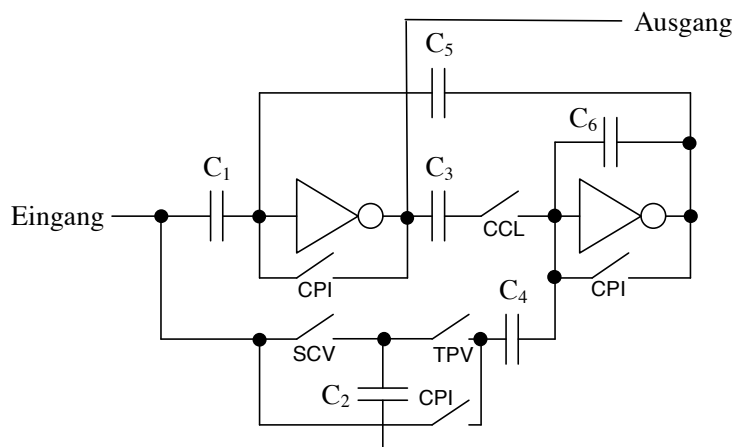 Ausgang
C5
C6
C1
C3
Eingang
CCL
CPI
C4
CPI
SCV
TPV
C2
CPI